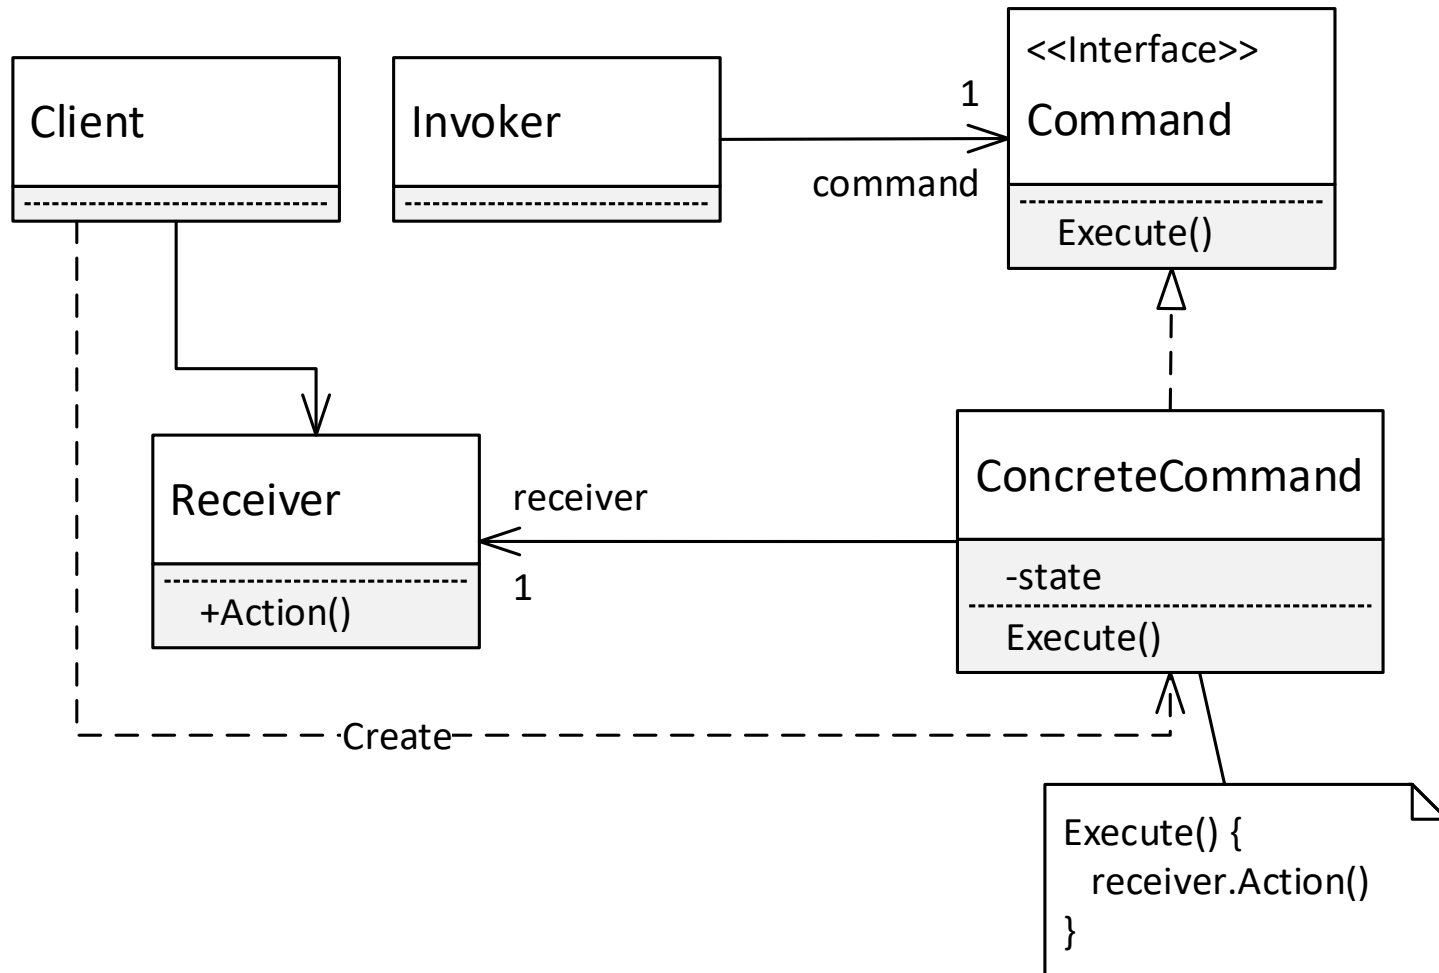 Client
Invoker
1
command
<<Interface>>
Command
Execute()
Receiver
+Action()
receiver
1
ConcreteCommand
-state
Execute()
Create
Execute() {
receiver.Action()
}